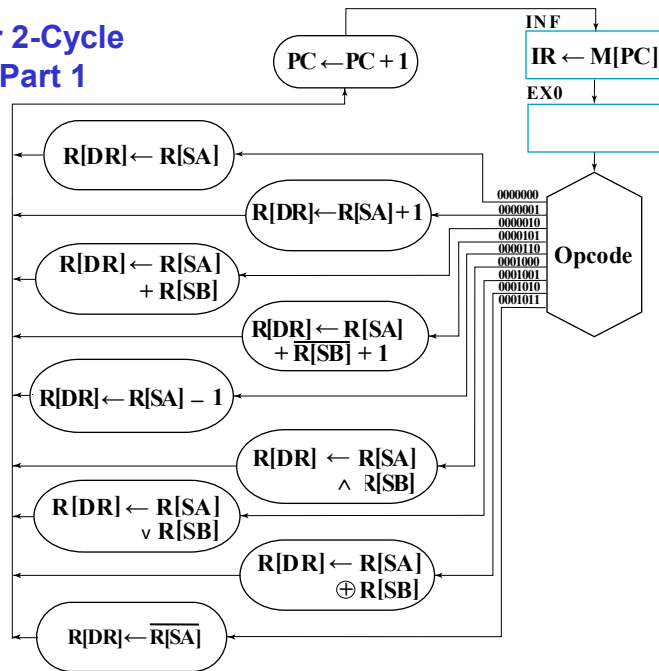 r 2-Cycle
Part 1
PC ← PC + 1
INF
IR ← M[PC]
EX0
Opcode
0000000
0000001
0000010
0000101
0000110
0001000
0001001
0001010
0001011
R[DR] ← R[SA]
R[DR] ← R[SA] + 1
R[DR] ← R[SA]
+ R[SB]
R[DR] ← R[SA]
+ R̅[̅S̅B̅]̅ + 1
R[DR] ← R[SA] − 1
R[DR] ← R[SA]
∧ R[SB]
R[DR] ← R[SA]
∨ R[SB]
R[DR] ← R[SA]
⊕ R[SB]
R[DR] ← R̅[̅S̅A̅]̅